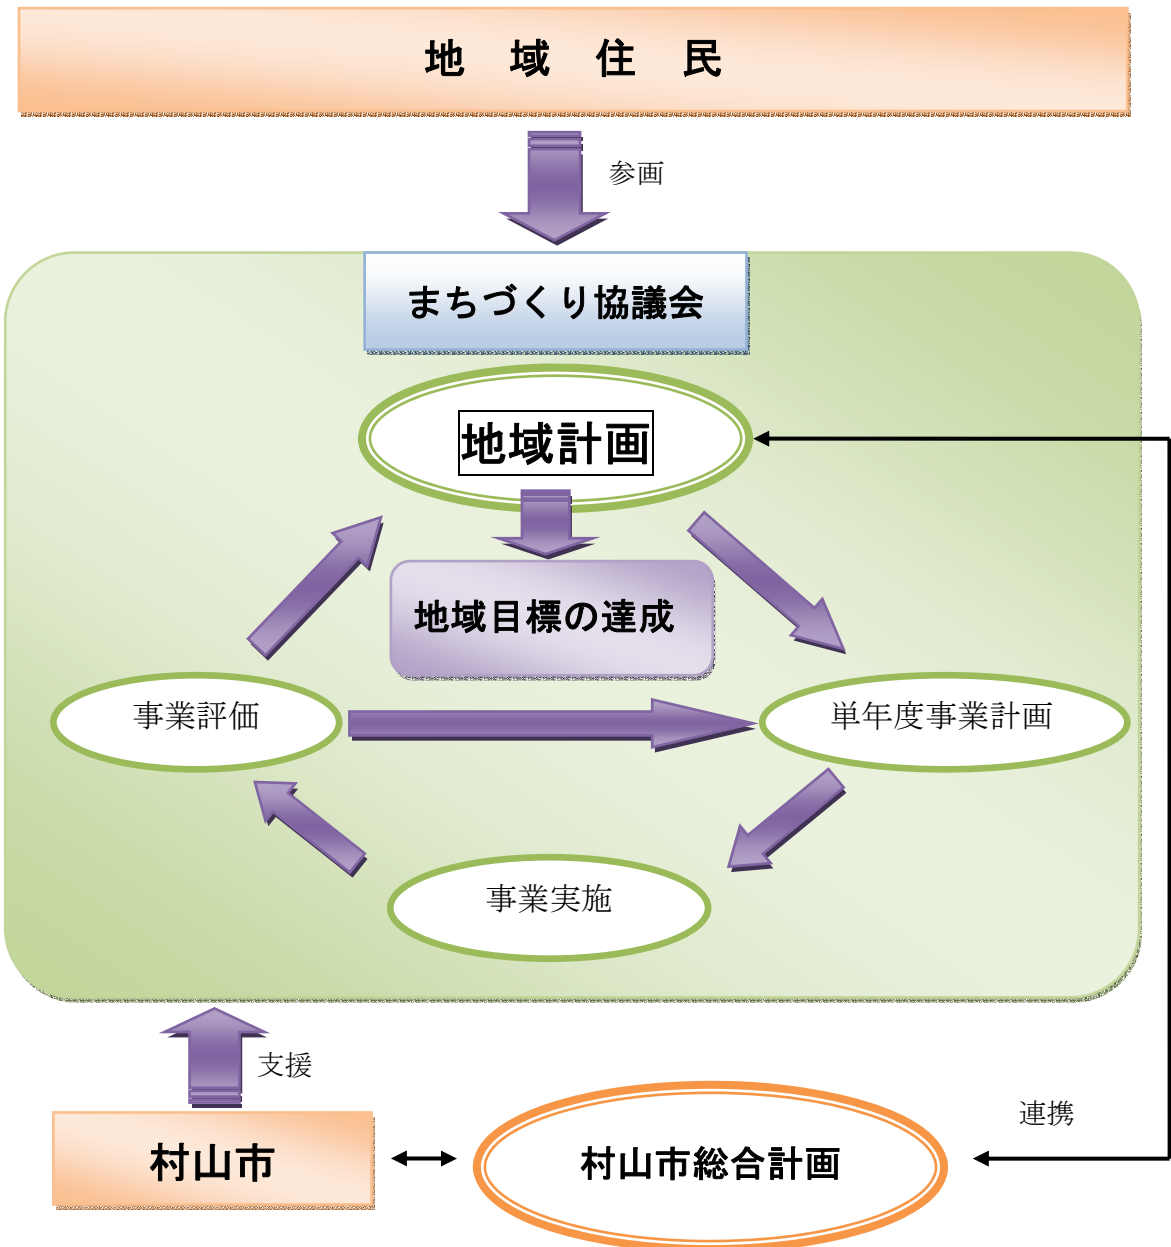 地域住民
参画
まちづくり協議会
地域計画
地域目標の達成
事業評価
単年度事業計画
事業実施
支援
連携
村山市
村山市総合計画